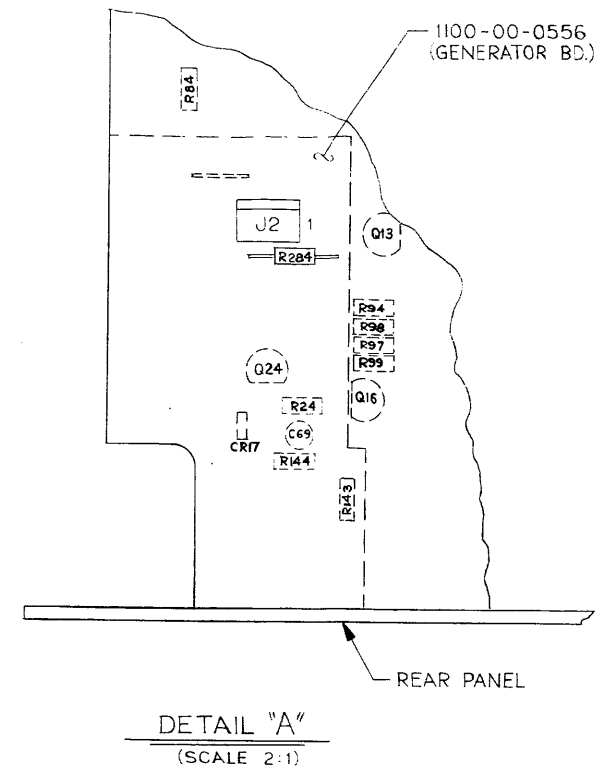 1100-00-0556
(GENERATOR BD.)
R84
J2 1
Q13
R284
R94
R98
R97
R99
Q24
Q16
R24
C69
CR17
R144
R143
REAR PANEL
DETAIL "A"
(SCALE 2:1)